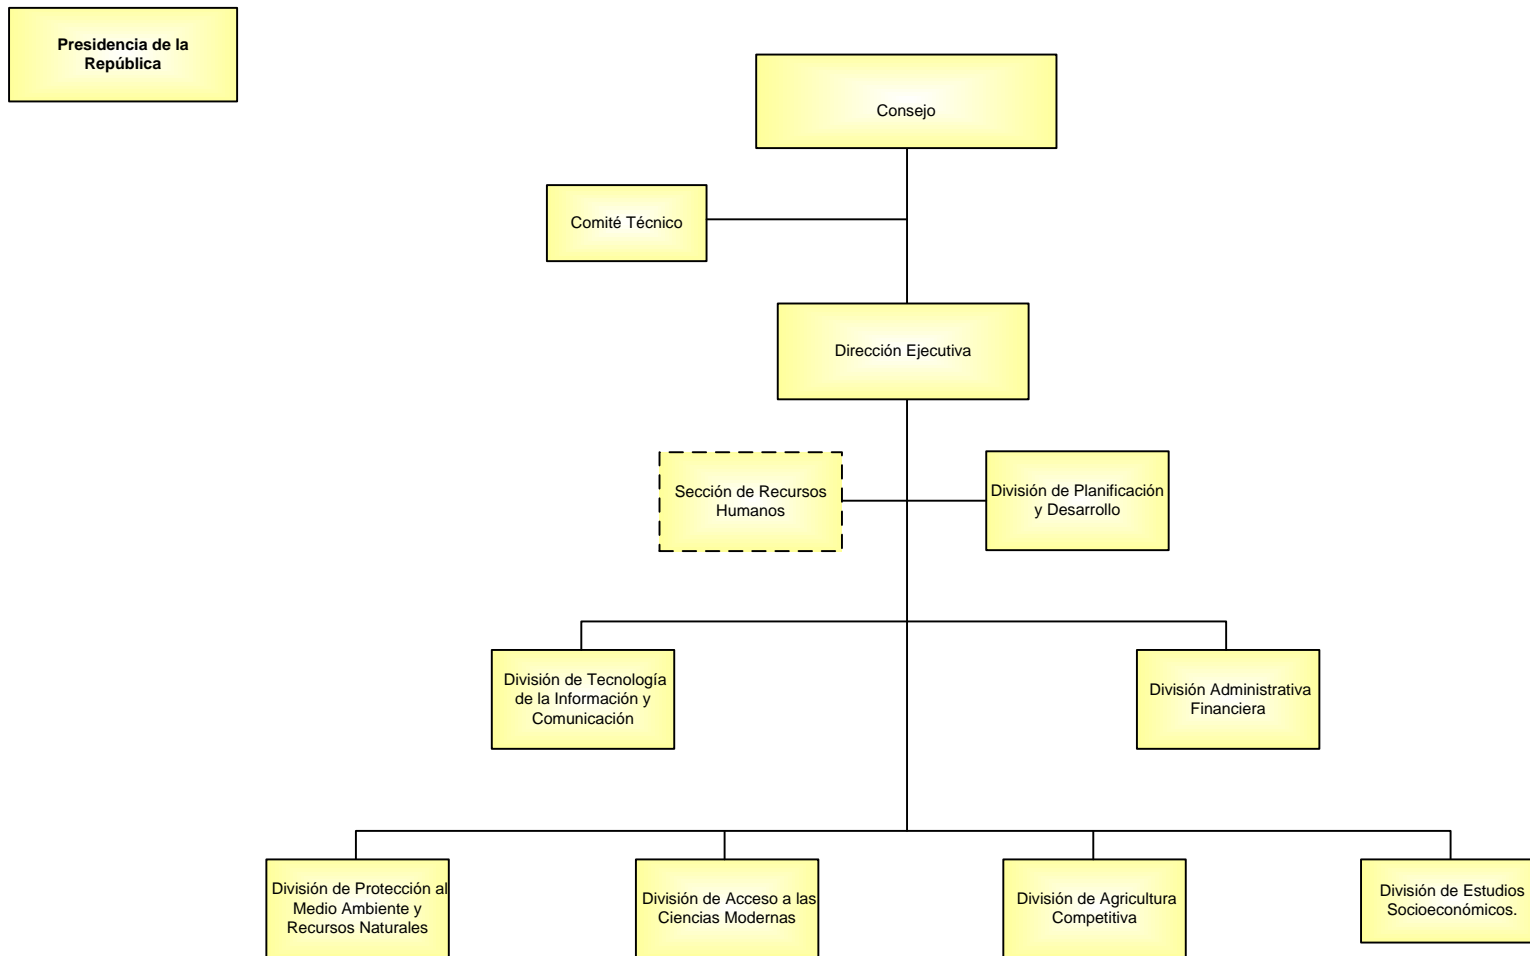 Presidencia de la
República
Consejo
Comité Técnico
Dirección Ejecutiva
Sección de Recursos
Humanos
División de Planificación
y Desarrollo
División de Tecnología
de la Información y
Comunicación
División Administrativa
Financiera
División de Protección al
Medio Ambiente y
Recursos Naturales
División de Acceso a las
Ciencias Modernas
División de Agricultura
Competitiva
División de Estudios
Socioeconómicos.